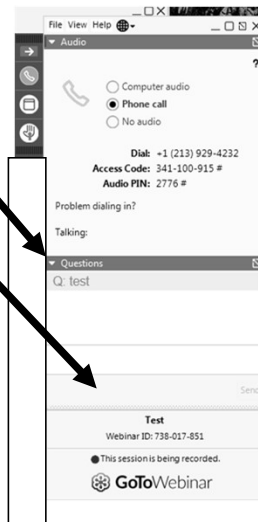 File View Help
Audio
?
Computer audio
Phone call
No audio
Dial: +1 (213) 929-4232
Access Code: 341-100-915 #
Audio PIN: 2776 #
Problem dialing in?
Talking:
Questions
Q: test
Send
Test
Webinar ID: 738-017-851
This session is being recorded.
GoToWebinar